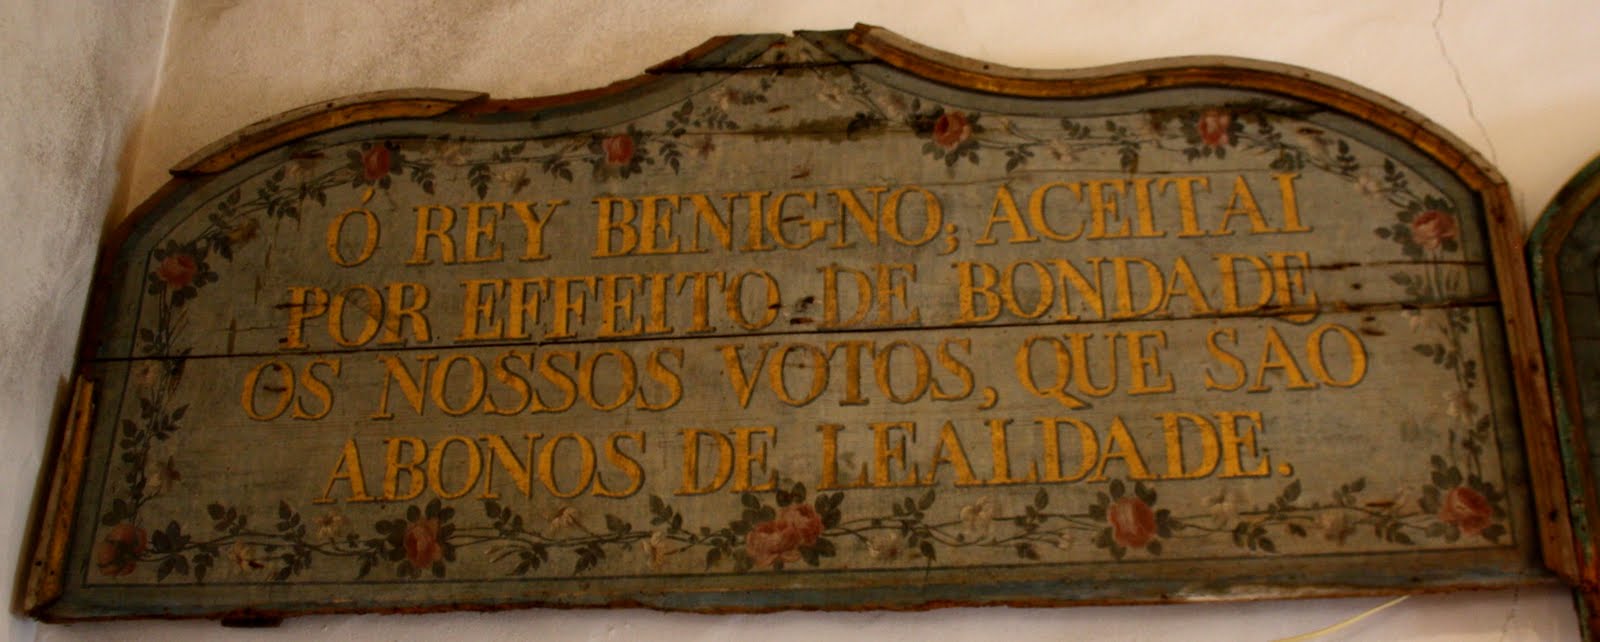 Ó REY BENIGNO, ACEITAI
POR EFFEITO DE BONDADE
OS NOSSOS VOTOS, QUE SAO
ABONOS DE LEALDADE.